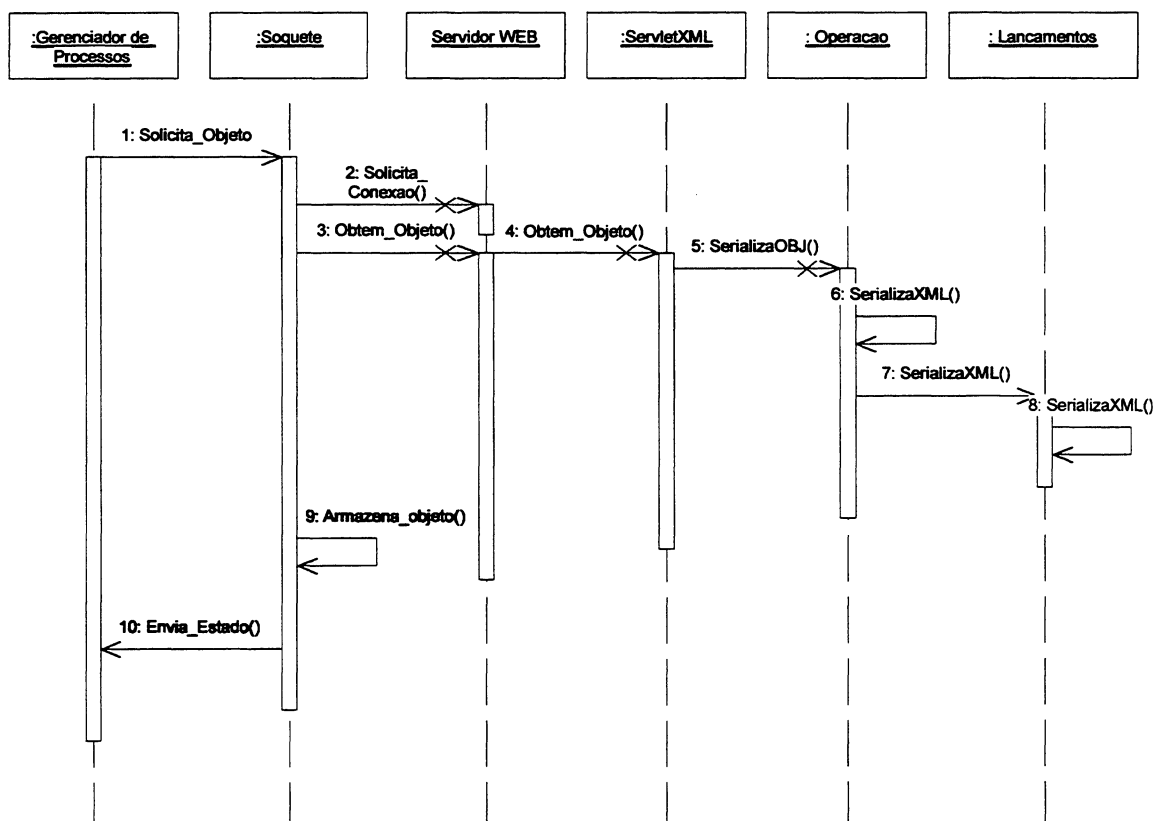 :Gerenciador de
Processos
:Soquete
Servidor WEB
:ServletXML
: Operacao
: Lancamentos
1: Solicita_Objeto
2: Solicita_
Conexao()
3: Obtem_Objeto()
4: Obtem_Objeto()
5: SerializaOBJ()
6: SerializaXML()
7: SerializaXML()
8: SerializaXML()
9: Armazena_objeto()
10: Envia_Estado()